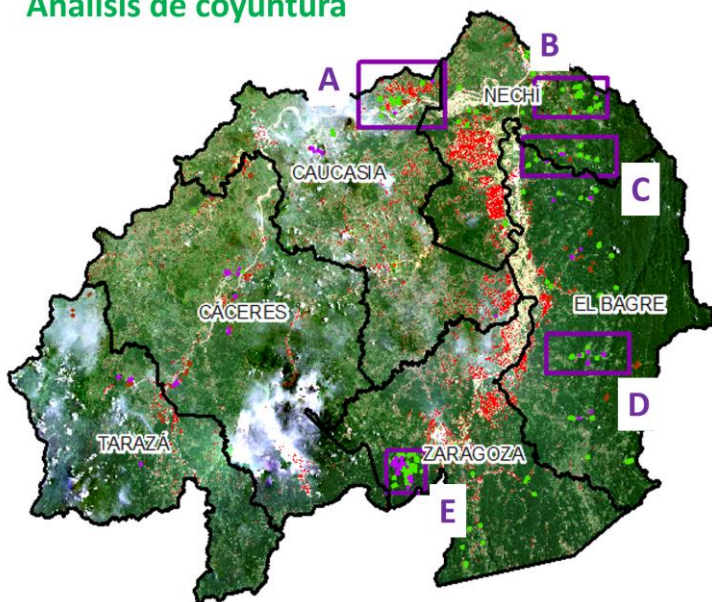 Análisis de coyuntura
A
B
NECHÍ
CAUCASIA
C
CÁCERES
EL BAGRE
D
TARAZÁ
ZARAGOZA
E